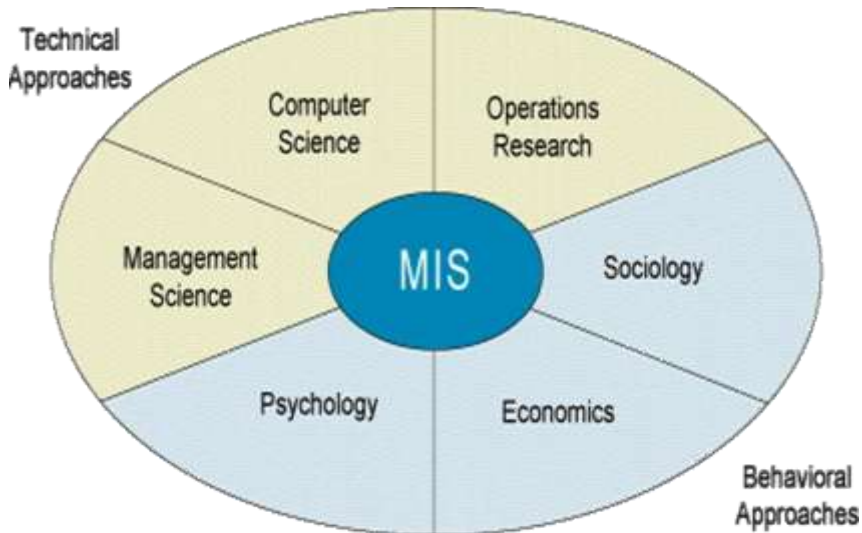 Technical
Approaches
Computer
Science
Operations
Research
Management
Science
MIS
Sociology
Psychology
Economics
Behavioral
Approaches